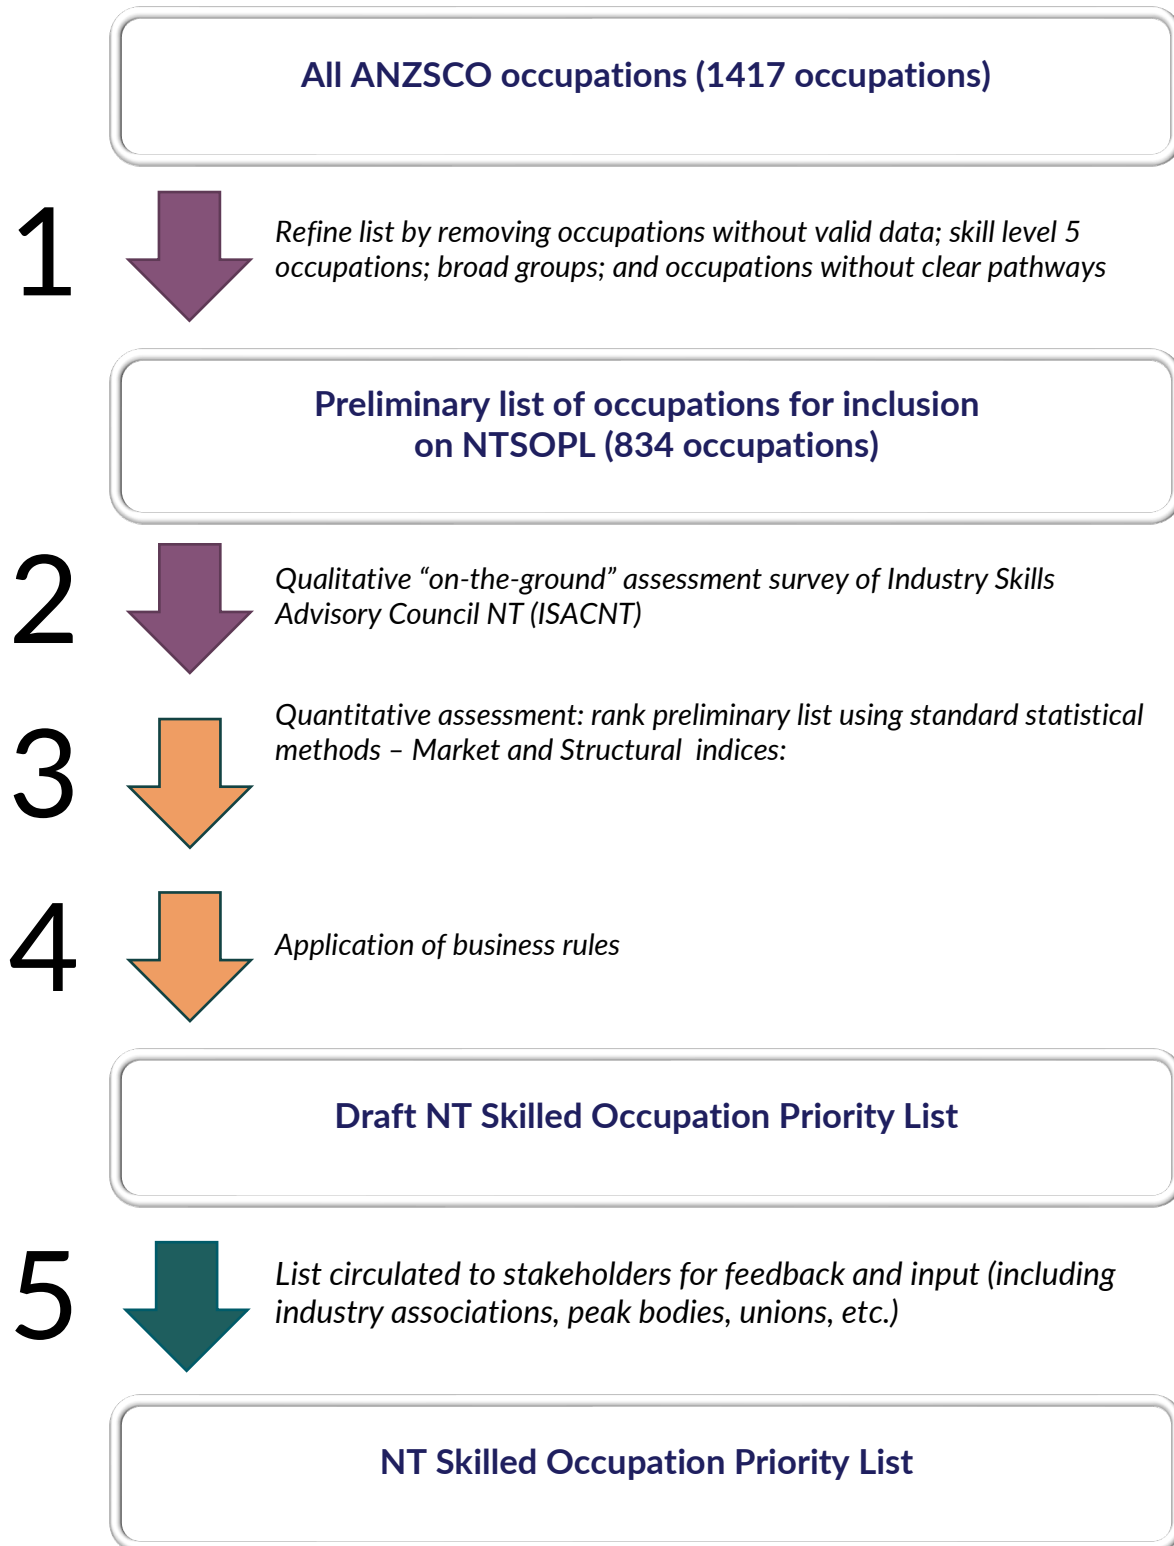 All ANZSCO occupations (1417 occupations)
1
Refine list by removing occupations without valid data; skill level 5
occupations; broad groups; and occupations without clear pathways
Preliminary list of occupations for inclusion
on NTSOPL (834 occupations)
2
Qualitative “on-the-ground” assessment survey of Industry Skills
Advisory Council NT (ISACNT)
3
Quantitative assessment: rank preliminary list using standard statistical
methods – Market and Structural  indices:
4
Application of business rules
Draft NT Skilled Occupation Priority List
5
List circulated to stakeholders for feedback and input (including
industry associations, peak bodies, unions, etc.)
NT Skilled Occupation Priority List